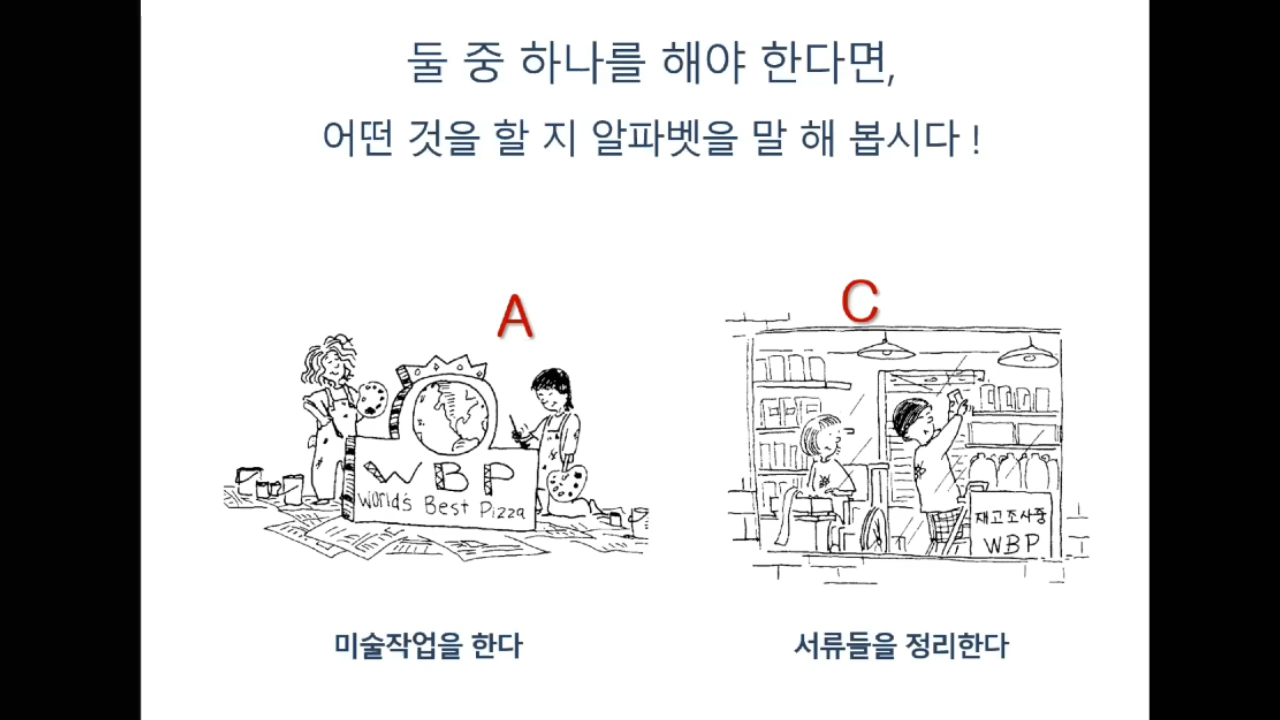 둘 중 하나를 해야 한다면,
어떤 것을 할 지 알파벳을 말 해 봅시다 !
A
C
WBP
World's Best Pizza
재고조사중
WBP
미술작업을 한다
서류들을 정리한다